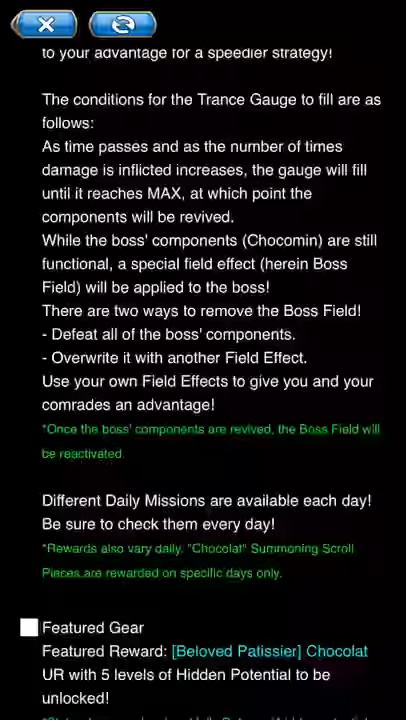 to your advantage for a speedier strategy!
The conditions for the Trance Gauge to fill are as
follows:
As time passes and as the number of times
damage is inflicted increases, the gauge will fill
until it reaches MAX, at which point the
components will be revived.
While the boss' components (Chocomin) are still
functional, a special field effect (herein Boss
Field) will be applied to the boss!
There are two ways to remove the Boss Field!
- Defeat all of the boss' components.
- Overwrite it with another Field Effect.
Use your own Field Effects to give you and your
comrades an advantage!
*Once the boss' components are revived, the Boss Field will
be reactivated.
Different Daily Missions are available each day!
Be sure to check them every day!
*Rewards also vary daily. "Chocolat" Summoning Scroll
Pieces are rewarded on specific days only.
Featured Gear
Featured Reward: [Beloved Patissier] Chocolat
UR with 5 levels of Hidden Potential to be
unlocked!